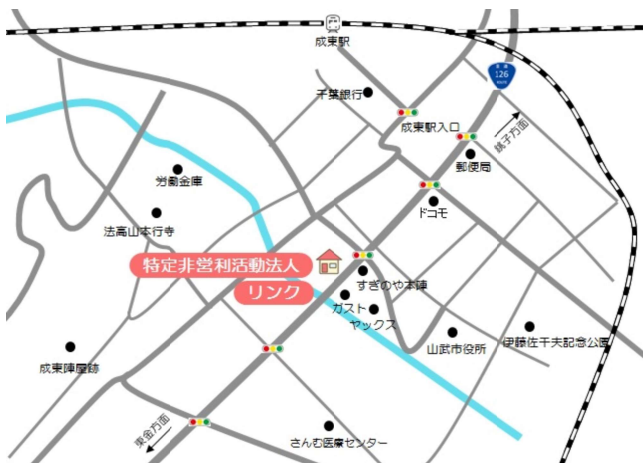 成東駅
126
千葉銀行
成東駅入口
銚子方面
郵便局
労働金庫
ドコモ
法高山本行寺
特定非営利活動法人
リンク
すぎのや本陣
ガスト
ヤックス
山武市役所
伊藤佐千夫記念公園
成東陣屋跡
東金方面
さんむ医療センター